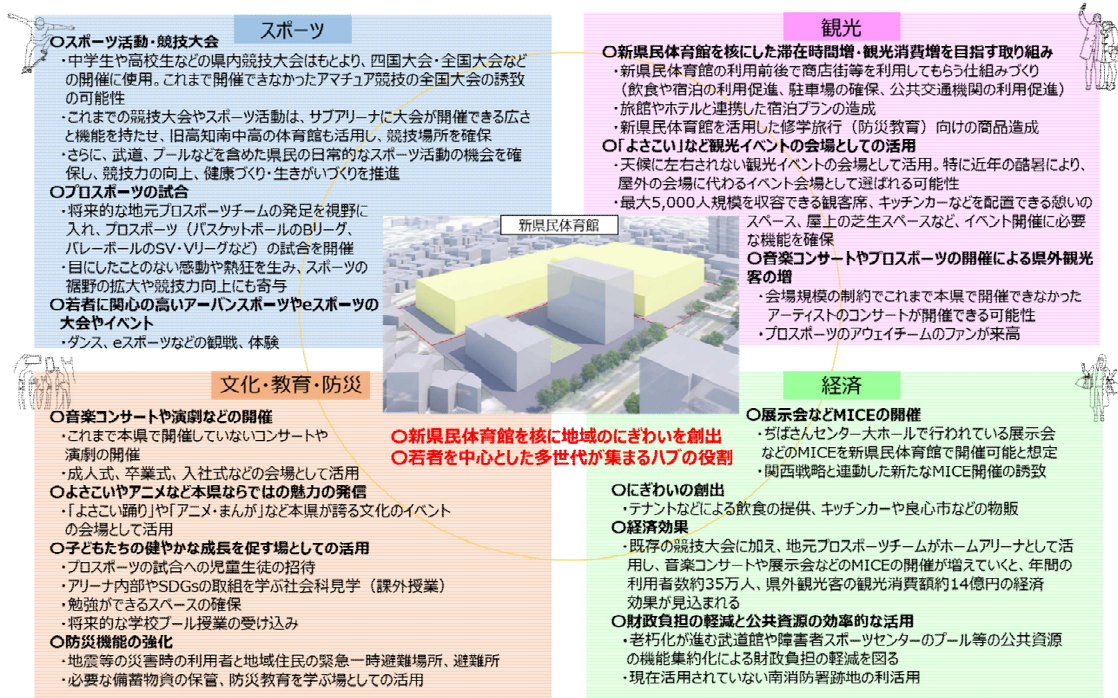 スポーツ
〇スポーツ活動・競技大会
・中学生や高校生などの県内競技大会はもとより、四国大会・全国大会など
の開催に使用。これまで開催できなかったアマチュア競技の全国大会の誘致
の可能性
・これまでの競技大会やスポーツ活動は、サブアリーナに大会が開催できる広さ
と機能を持たせ、旧高知南中高の体育館も活用し、競技場所を確保
・さらに、武道、プールなどを含めた県民の日常的なスポーツ活動の機会を確
保し、競技力の向上、健康づくり・生きがいづくりを推進
〇プロスポーツの試合
・将来的な地元プロスポーツチームの発足を視野に
入れ、プロスポーツ（バスケットボールのBリーグ、
バレーボールのSV・Vリーグなど）の試合を開催
・目にしたことのない感動や熱狂を生み、スポーツの
裾野の拡大や競技力向上にも寄与
〇若者に関心の高いアーバンスポーツやeスポーツの
大会やイベント
・ダンス、eスポーツなどの観戦、体験
観光
〇新県民体育館を核にした滞在時間増・観光消費増を目指す取り組み
・新県民体育館の利用前後で商店街等を利用してもらう仕組みづくり
（飲食や宿泊の利用促進、駐車場の確保、公共交通機関の利用促進）
・旅館やホテルと連携した宿泊プランの造成
・新県民体育館を活用した修学旅行（防災教育）向けの商品造成
〇「よさこい」など観光イベントの会場としての活用
・天候に左右されない観光イベントの会場として活用。特に近年の酷暑により、
屋外の会場に代わるイベント会場として選ばれる可能性
・最大5,000人規模を収容できる観客席、キッチンカーなどを配置できる憩いの
スペース、屋上の芝生スペースなど、イベント開催に必要
な機能を確保
〇音楽コンサートやプロスポーツの開催による県外観光
客の増
・会場規模の制約でこれまで本県で開催できなかった
アーティストのコンサートが開催できる可能性
・プロスポーツのアウェイチームのファンが来高
新県民体育館
〇新県民体育館を核に地域のにぎわいを創出
〇若者を中心とした多世代が集まるハブの役割
文化・教育・防災
〇音楽コンサートや演劇などの開催
・これまで本県で開催していないコンサートや
演劇の開催
・成人式、卒業式、入社式などの会場として活用
〇よさこいやアニメなど本県ならではの魅力の発信
・「よさこい踊り」や「アニメ・まんが」など本県が誇る文化のイベント
の会場として活用
〇子どもたちの健やかな成長を促す場としての活用
・プロスポーツの試合への児童生徒の招待
・アリーナ内部やSDGsの取組を学ぶ社会科見学（課外授業）
・勉強ができるスペースの確保
・将来的な学校プール授業の受け込み
〇防災機能の強化
・地震等の災害時の利用者と地域住民の緊急一時避難場所、避難所
・必要な備蓄物資の保管、防災教育を学ぶ場としての活用
経済
〇展示会などMICEの開催
・ぢばさんセンター大ホールで行われている展示会
などのMICEを新県民体育館で開催可能と想定
・関西戦略と連動した新たなMICE開催の誘致
〇にぎわいの創出
・テナントなどによる飲食の提供、キッチンカーや良心市などの物販
〇経済効果
・既存の競技大会に加え、地元プロスポーツチームがホームアリーナとして活
用し、音楽コンサートや展示会などのMICEの開催が増えていくと、年間の
利用者数約35万人、県外観光客の観光消費額約14億円の経済
効果が見込まれる
〇財政負担の軽減と公共資源の効率的な活用
・老朽化が進む武道館や障害者スポーツセンターのプール等の公共資源
の機能集約化による財政負担の軽減を図る
・現在活用されていない南消防署跡地の利活用